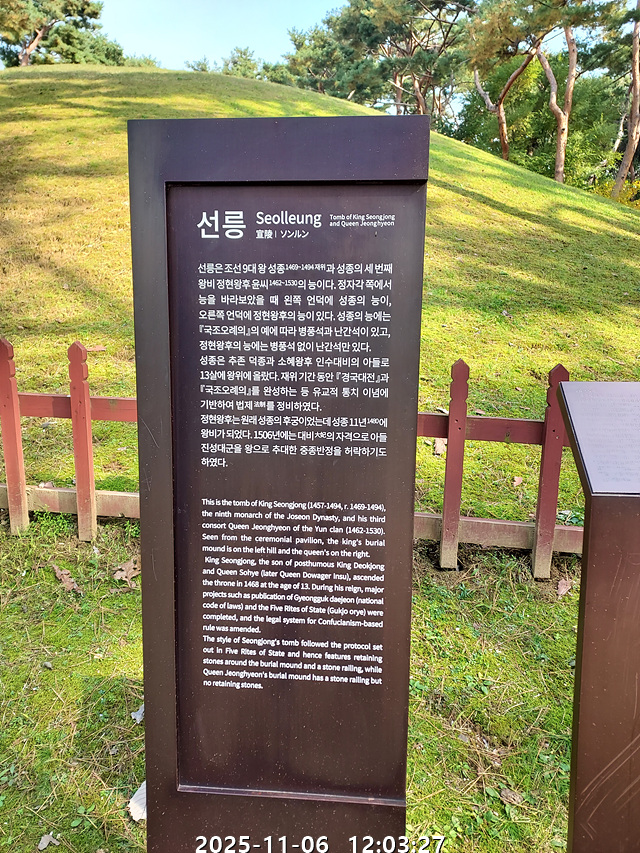 선릉 Seolleung Tomb of King Seongjong
and Queen Jeonghyeon
宣陵 | ソンルン
선릉은 조선 9대 왕 성종1469~1494 재위과 성종의 세 번째
왕비 정현왕후 윤씨1462~1530의 능이다. 정자각 쪽에서
능을 바라보았을 때 왼쪽 언덕에 성종의 능이,
오른쪽 언덕에 정현왕후의 능이 있다. 성종의 능에는
『국조오례의』의 예에 따라 병풍석과 난간석이 있고,
정현왕후의 능에는 병풍석 없이 난간석만 있다.
성종은 추존 덕종과 소혜왕후 인수대비의 아들로
13살에 왕위에 올랐다. 재위 기간 동안 『경국대전』과
『국조오례의』를 완성하는 등 유교적 통치 이념에
기반하여 법제法制를 정비하였다.
정현왕후는 원래 성종의 후궁이었는데 성종 11년1480에
왕비가 되었다. 1506년에는 대비大妃의 자격으로 아들
진성대군을 왕으로 추대한 중종반정을 허락하기도
하였다.
This is the tomb of King Seongjong (1457-1494, r. 1469-1494),
the ninth monarch of the Joseon Dynasty, and his third
consort Queen Jeonghyeon of the Yun clan (1462-1530).
Seen from the ceremonial pavilion, the king's burial
mound is on the left hill and the queen's on the right.
King Seongjong, the son of posthumous King Deokjong
and Queen Sohye (later Queen Dowager Insu), ascended
the throne in 1468 at the age of 13. During his reign, major
projects such as publication of Gyeongguk daejeon (national
code of laws) and the Five Rites of State (Gukjo orye) were
completed, and the legal system for Confucianism-based
rule was amended.
The style of Seongjong's tomb followed the protocol set
out in Five Rites of State and hence features retaining
stones around the burial mound and a stone railing, while
Queen Jeonghyeon's burial mound has a stone railing but
no retaining stones.
2025-11-06 12:03:27